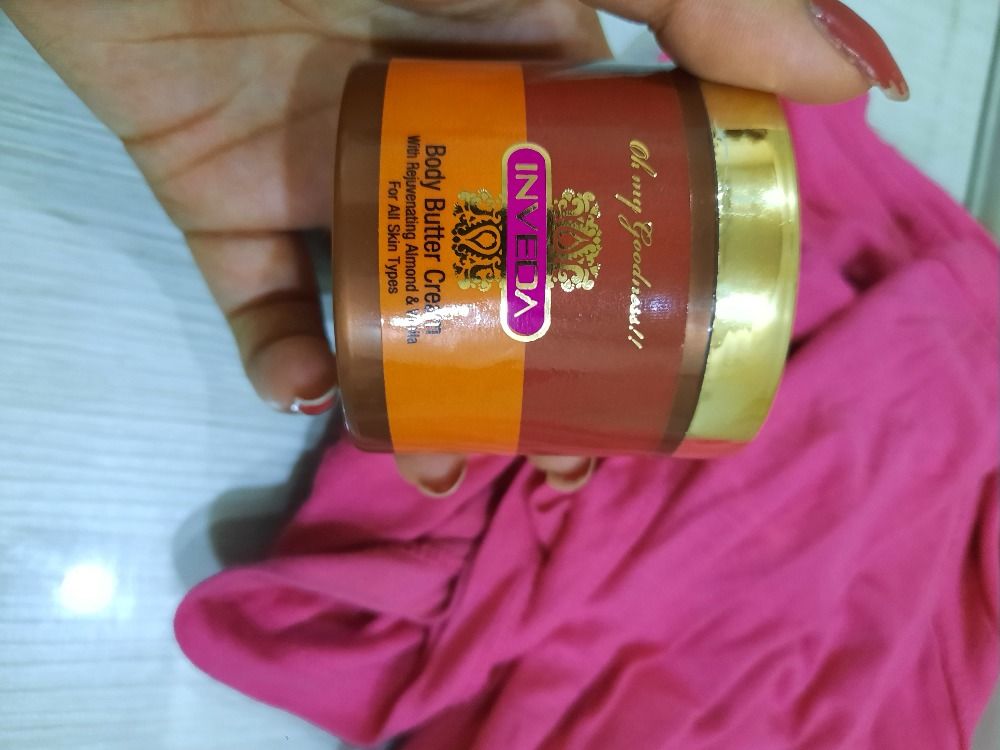 Oh my Goodness!!
INVEDA
Body Butter Cream
With Rejuvenating Almond &
For All Skin Types